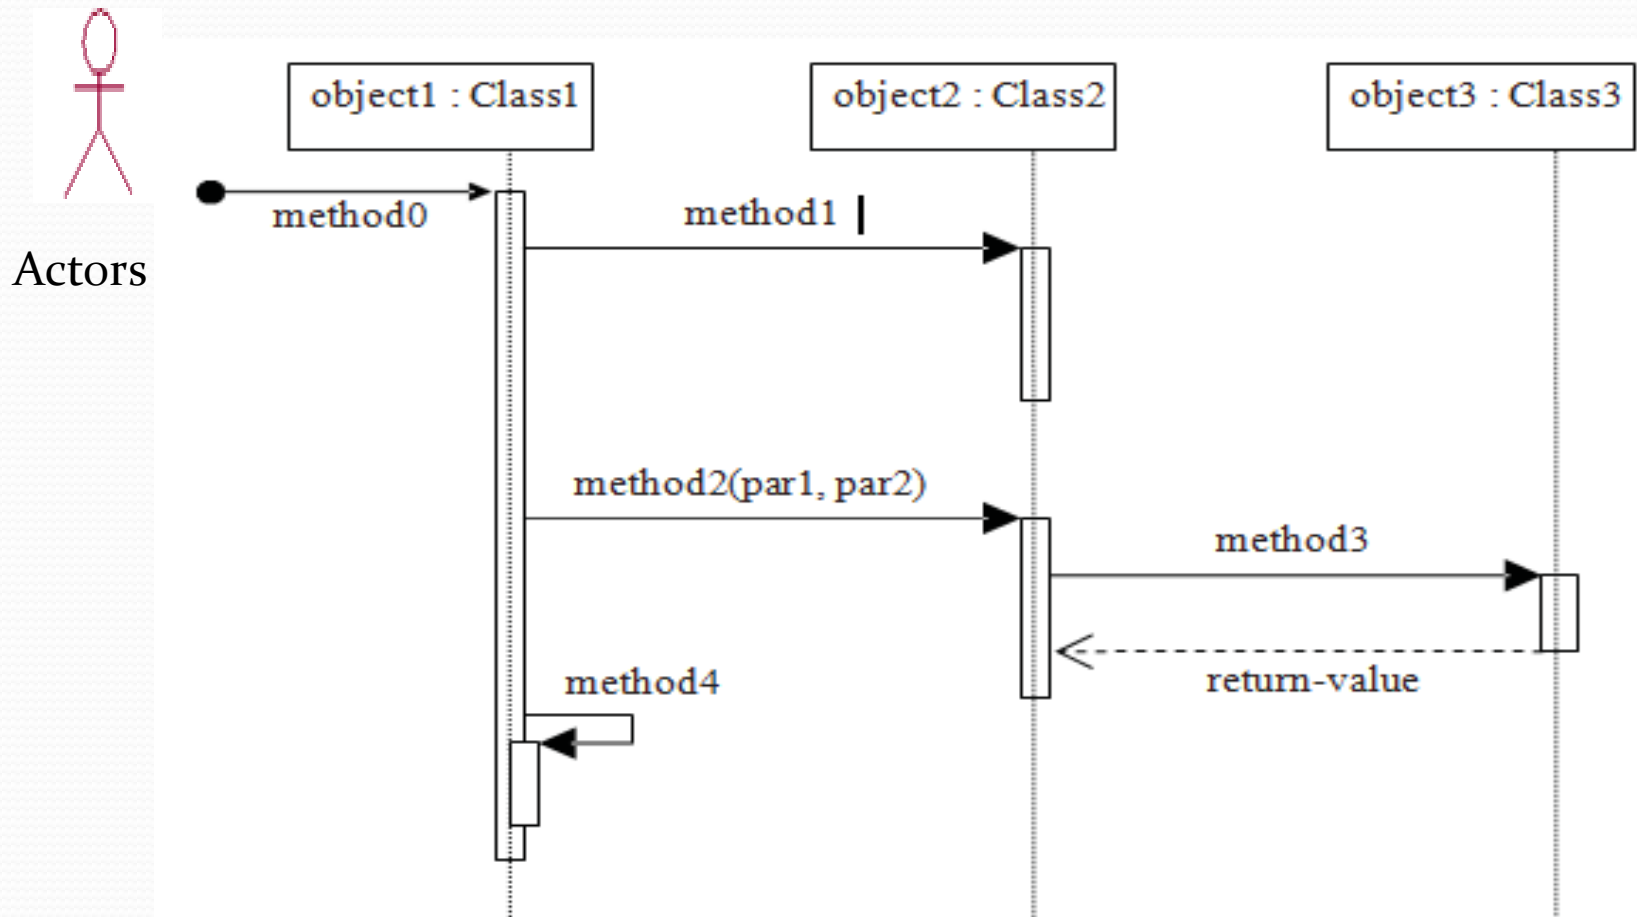 object1 : Class1
object2 : Class2
object3 : Class3
method0
method1
Actors
method2(par1, par2)
method3
return-value
method4